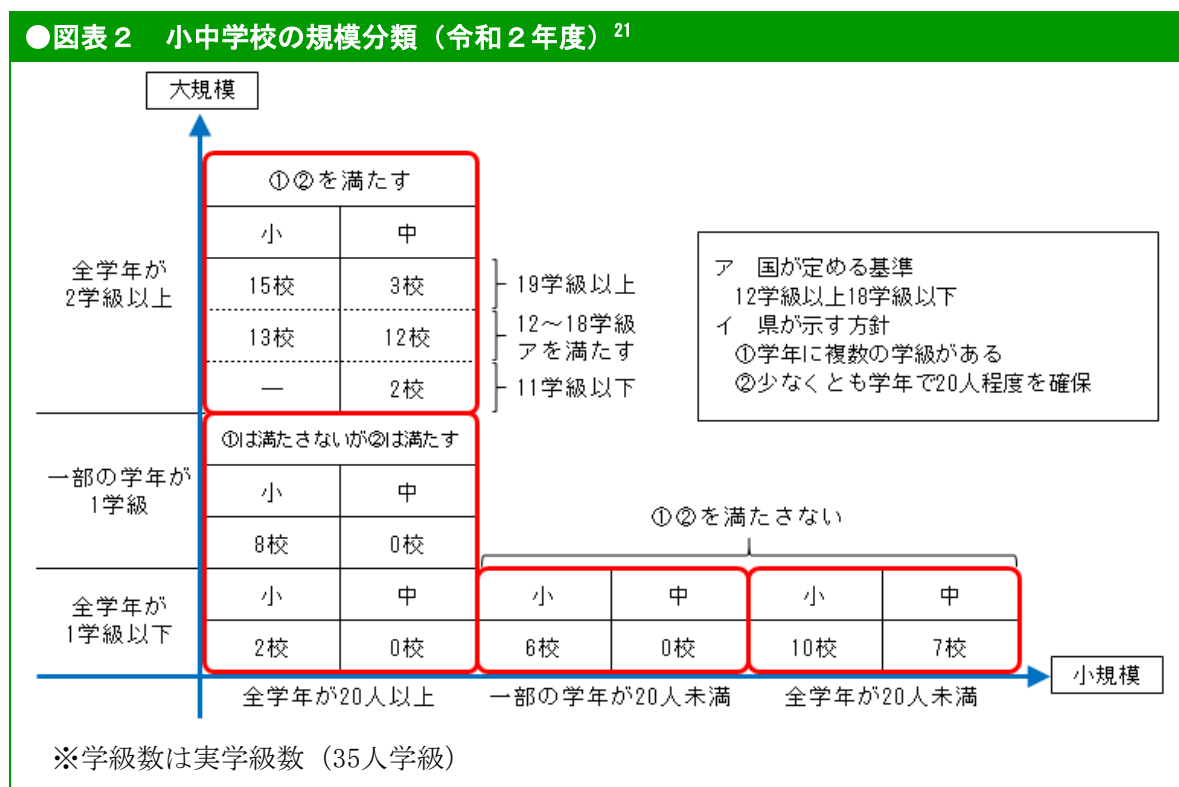 ●図表２　小中学校の規模分類（令和２年度）21
大規模
①②を満たす
小 中
全学年が
2学級以上
15校 3校
19学級以上
13校 12校
12～18学級
アを満たす
― 2校
11学級以下
ア　国が定める基準
12学級以上18学級以下
イ　県が示す方針
①学年に複数の学級がある
②少なくとも学年で20人程度を確保
①は満たさないが②は満たす
一部の学年が
1学級
小 中
8校 0校
①②を満たさない
全学年が
1学級以下
小 中 小 中 小 中
2校 0校 6校 0校 10校 7校
小規模
全学年が20人以上 一部の学年が20人未満 全学年が20人未満
※学級数は実学級数（35人学級）